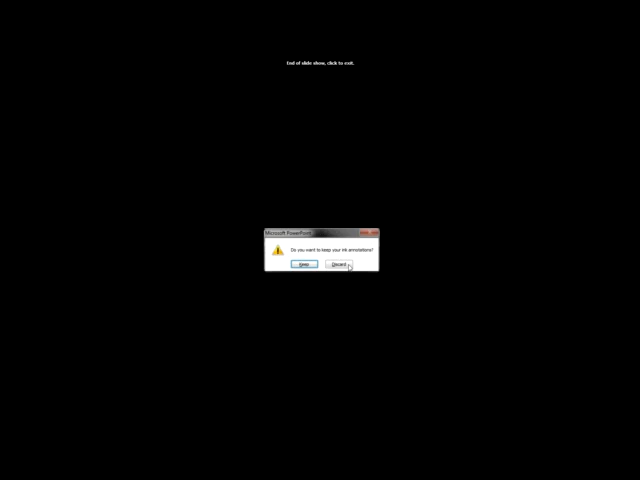 End of slide show, click to exit.
Microsoft PowerPoint
Do you want to keep your ink annotations?
Keep
Discard